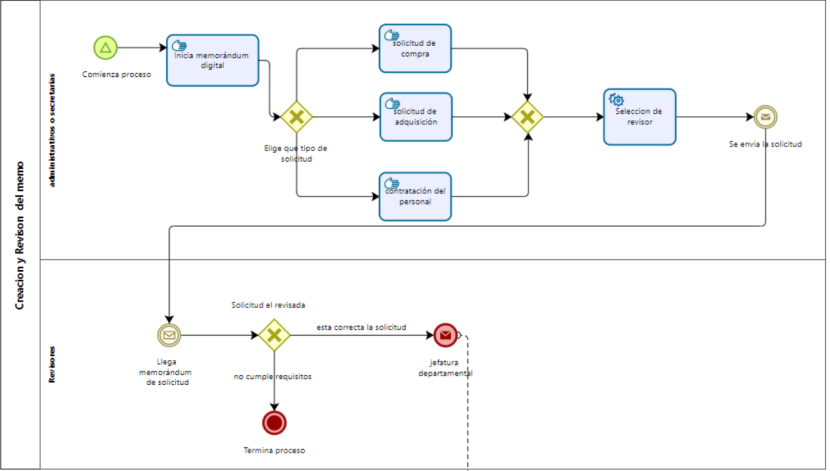 Creacion y Revison del memo
administrativos o secretarias
Comienza proceso
Inicia memorándum
digital
Elige que tipo de
solicitud
solicitud de
compra
solicitud de
adquisición
contratación del
personal
Seleccion de
revisor
Se envia la solicitud
Revisores
Llega
memorándum
de solicitud
Solicitud el revisada
esta correcta la solicitud
no cumple requisitos
jefatura
departamental
Termina proceso